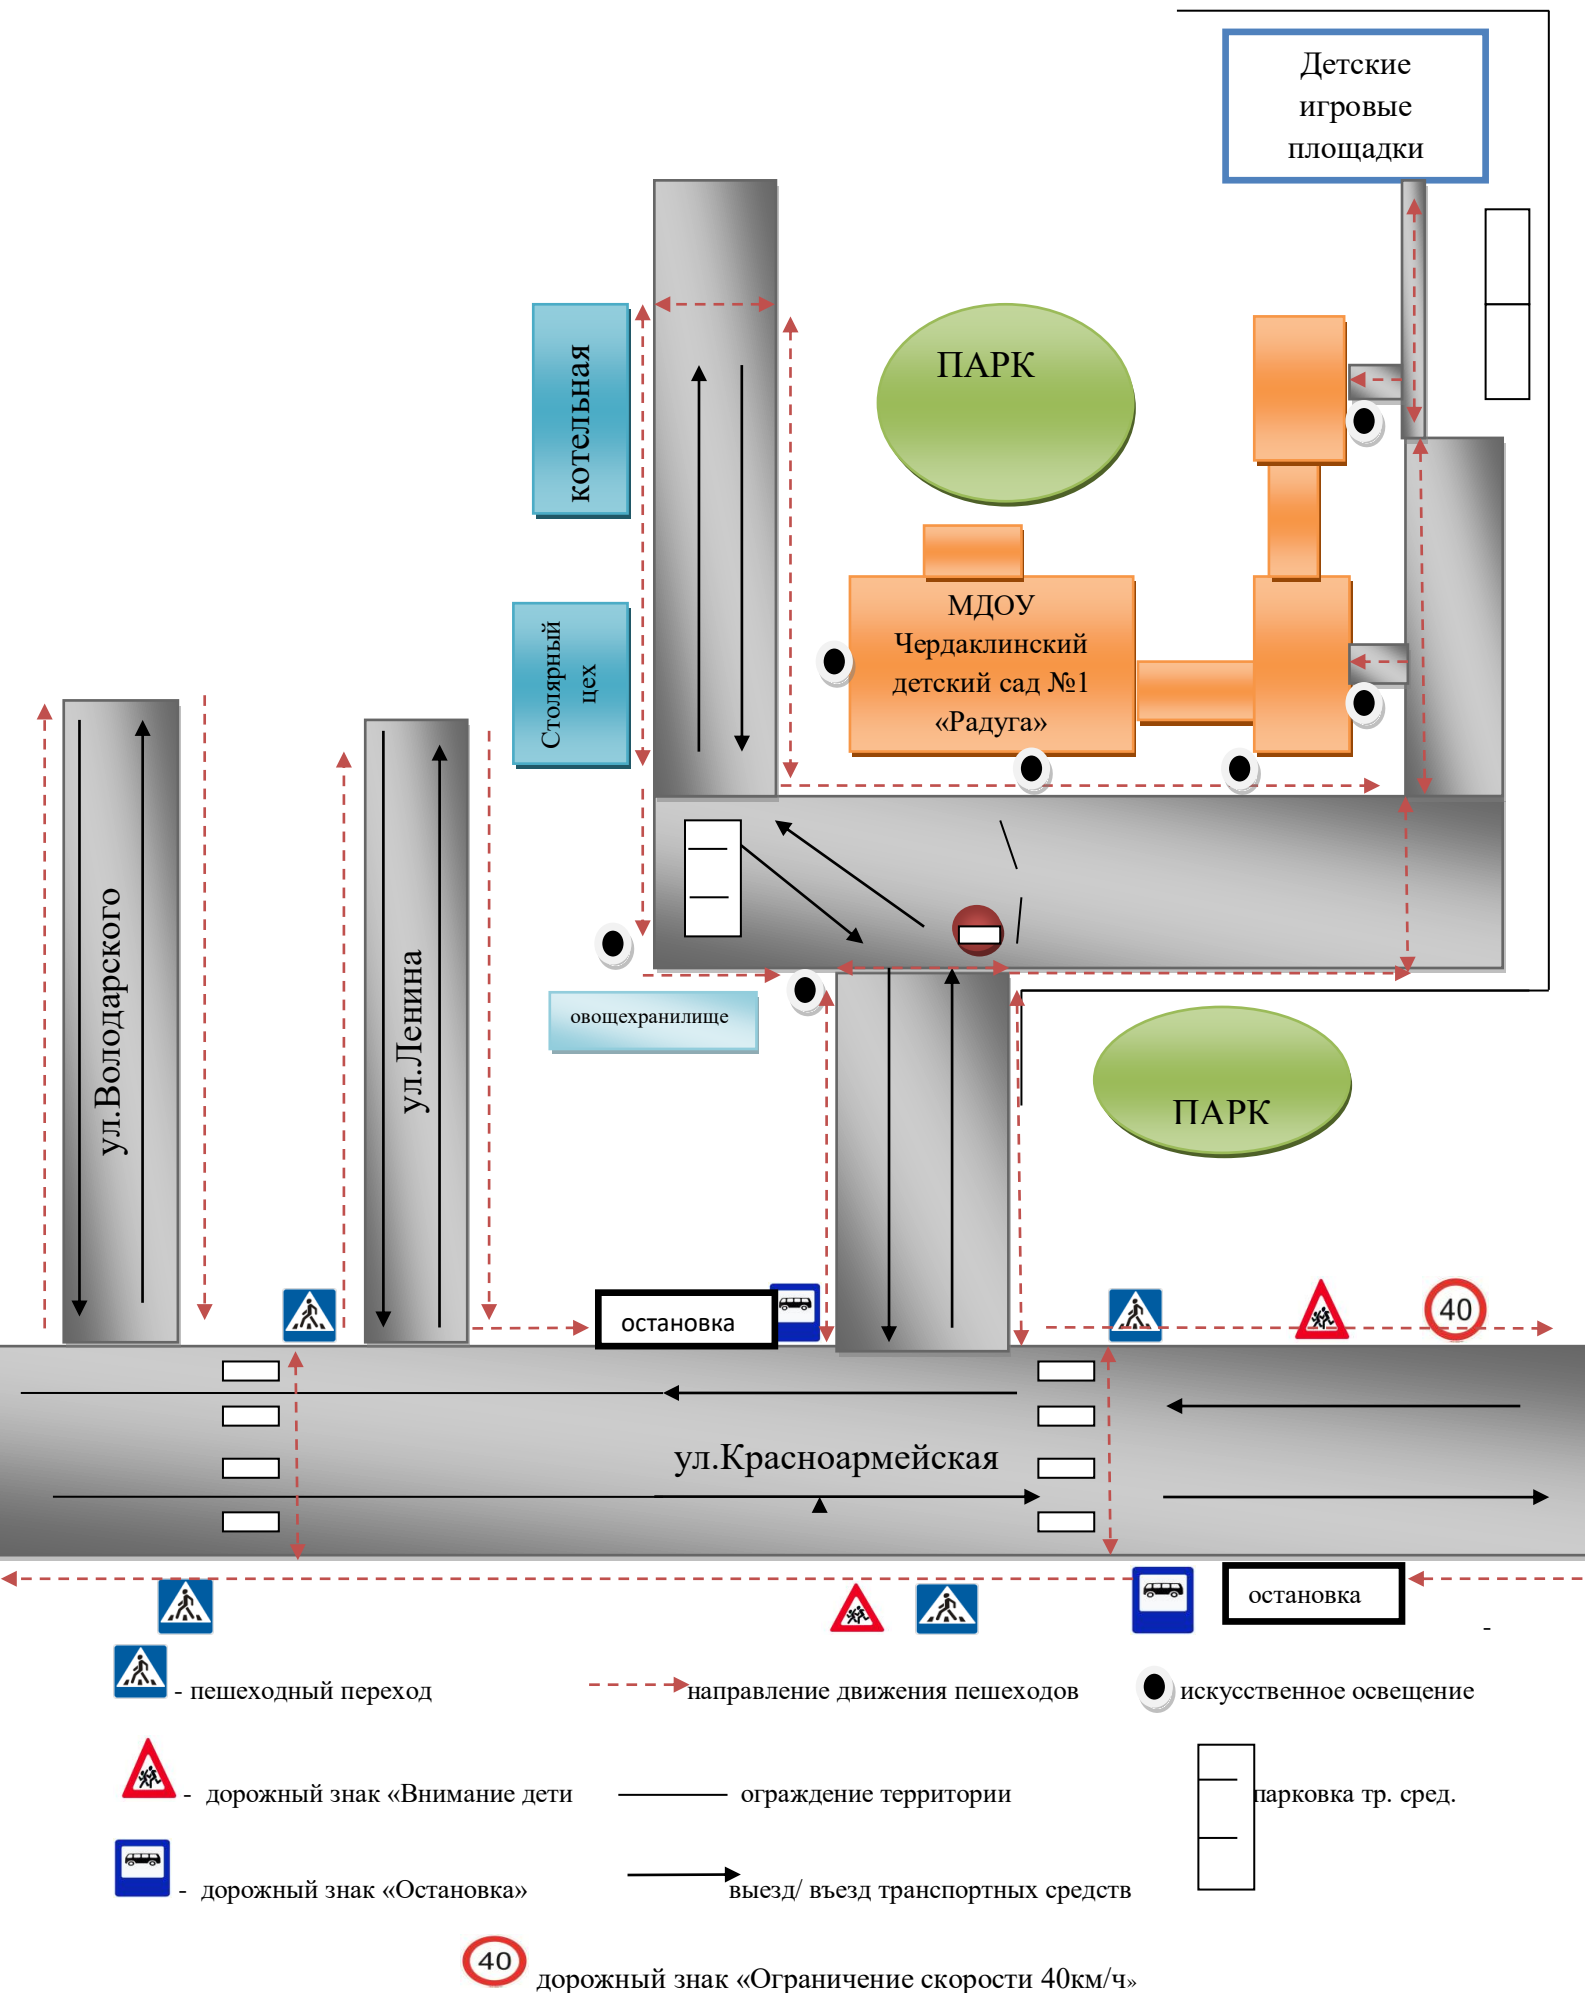 Детские
игровые
площадки
котельная
ПАРК
Столярный
цех
МДОУ
Чердаклинский
детский сад №1
«Радуга»
ул.Володарского
ул.Ленина
овощехранилище
ПАРК
остановка
40
ул.Красноармейская
остановка
-
- пешеходный переход
направление движения пешеходов
искусственное освещение
- дорожный знак «Внимание дети
ограждение территории
парковка тр. сред.
- дорожный знак «Остановка»
выезд/ въезд транспортных средств
40
дорожный знак «Ограничение скорости 40км/ч»